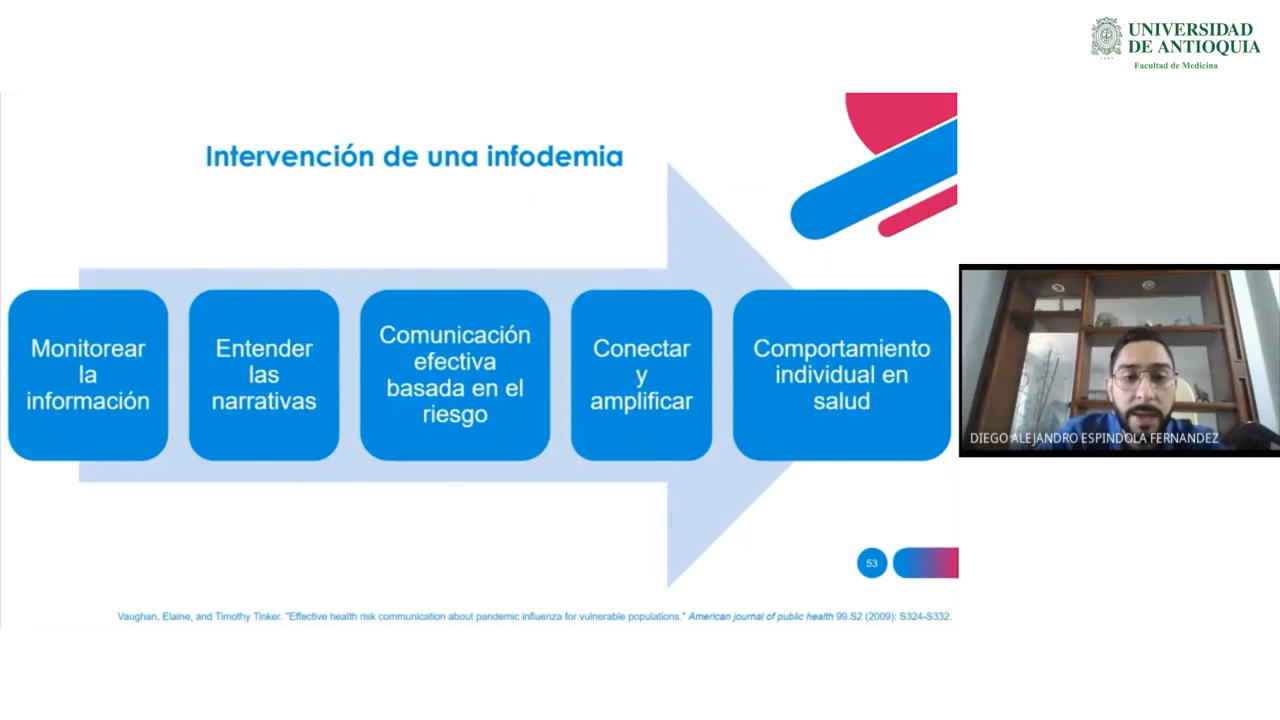 UNIVERSIDAD
DE ANTIOQUIA
Facultad de Medicina
Intervención de una infodemia
Monitorear
la
información
Entender
las
narrativas
Comunicación
efectiva
basada en el
riesgo
Conectar
y
amplificar
Comportamiento
individual en
salud
DIEGO ALEJANDRO ESPINDOLA FERNANDEZ
53
Vaughan, Elaine, and Timothy Tinker. "Effective health risk communication about pandemic influenza for vulnerable populations." American journal of public health 99.S2 (2009): S324-S332.